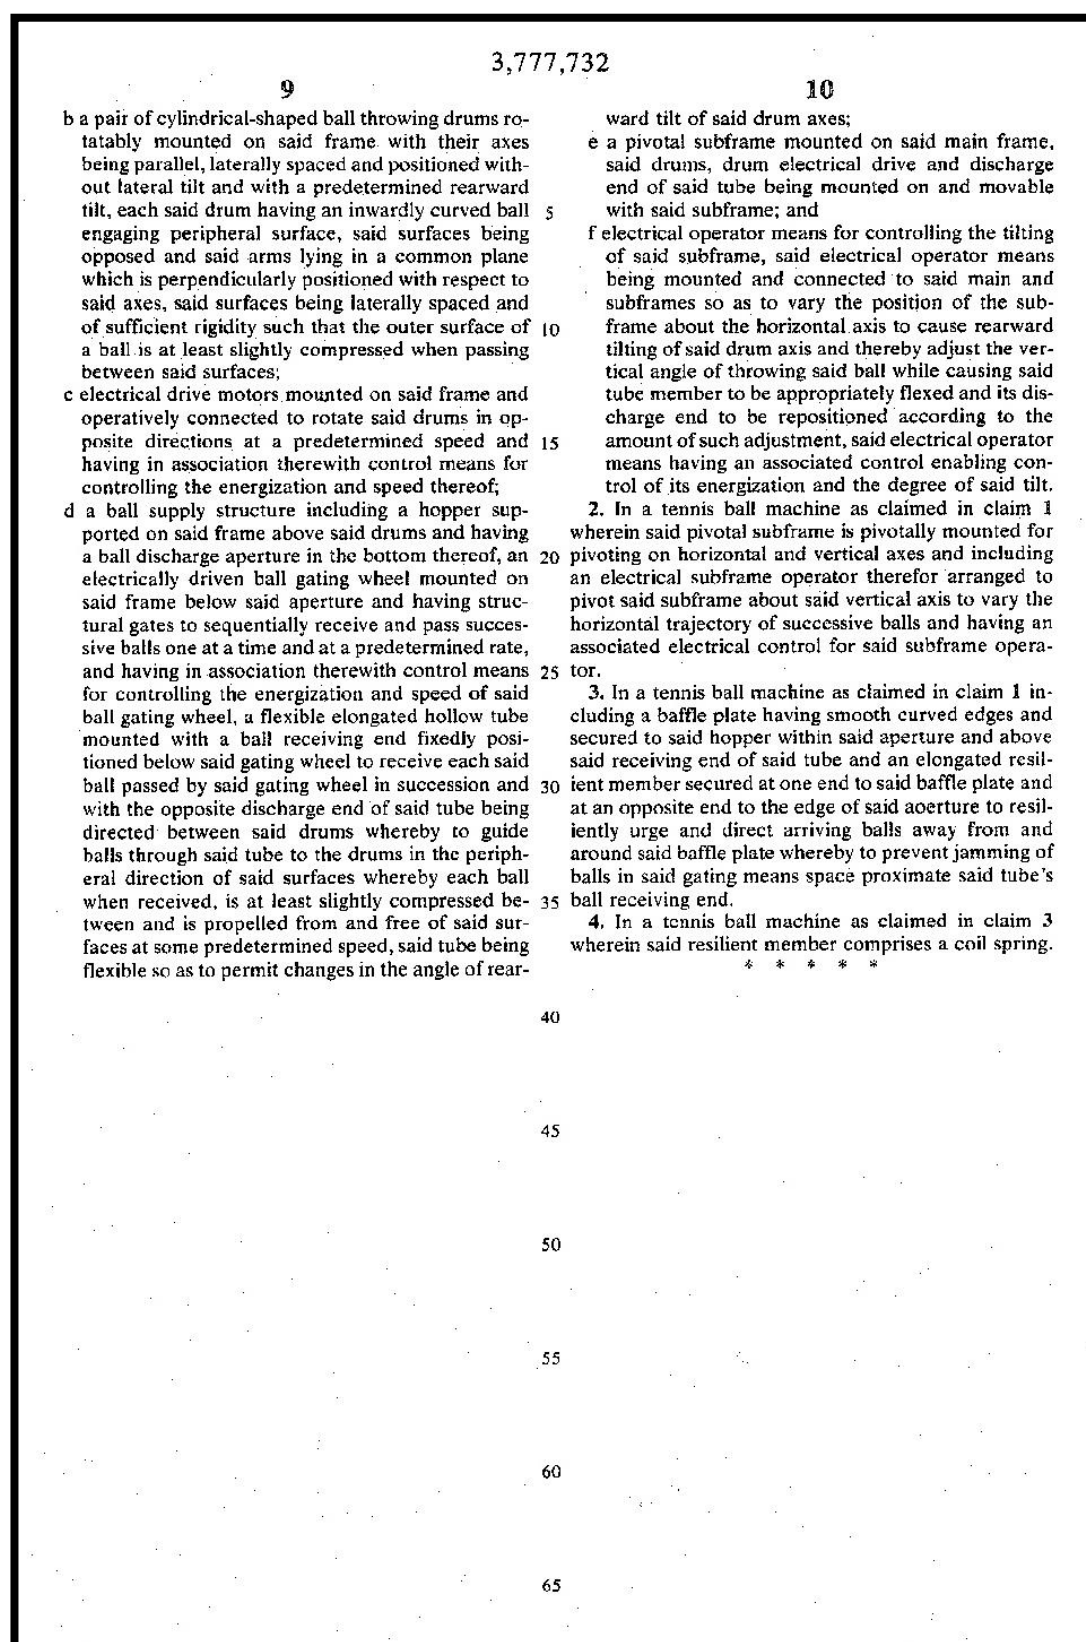 3,777,732
9
b a pair of cylindrical-shaped ball throwing drums ro-
tatably mounted on said frame with their axes
being parallel, laterally spaced and positioned with-
out lateral tilt and with a predetermined rearward
tilt, each said drum having an inwardly curved ball
engaging peripheral surface, said surfaces being
opposed and said arms lying in a common plane
which is perpendicularly positioned with respect to
said axes, said surfaces being laterally spaced and
of sufficient rigidity such that the outer surface of
a ball is at least slightly compressed when passing
between said surfaces;
c electrical drive motors mounted on said frame and
operatively connected to rotate said drums in op-
posite directions at a predetermined speed and
having in association therewith control means for
controlling the energization and speed thereof;
d a ball supply structure including a hopper sup-
ported on said frame above said drums and having
a ball discharge aperture in the bottom thereof, an
electrically driven ball gating wheel mounted on
said frame below said aperture and having struc-
tural gates to sequentially receive and pass succes-
sive balls one at a time and at a predetermined rate,
and having in association therewith control means
for controlling the energization and speed of said
ball gating wheel, a flexible elongated hollow tube
mounted with a ball receiving end fixedly posi-
tioned below said gating wheel to receive each said
ball passed by said gating wheel in succession and
with the opposite discharge end of said tube being
directed between said drums whereby to guide
balls through said tube to the drums in the periph-
eral direction of said surfaces whereby each ball
when received, is at least slightly compressed be-
tween and is propelled from and free of said sur-
faces at some predetermined speed, said tube being
flexible so as to permit changes in the angle of rear-
5
10
15
20
25
30
35
40
45
50
55
60
65
10
ward tilt of said drum axes;
e a pivotal subframe mounted on said main frame,
said drums, drum electrical drive and discharge
end of said tube being mounted on and movable
with said subframe; and
f electrical operator means for controlling the tilting
of said subframe, said electrical operator means
being mounted and connected to said main and
subframes so as to vary the position of the sub-
frame about the horizontal axis to cause rearward
tilting of said drum axis and thereby adjust the ver-
tical angle of throwing said ball while causing said
tube member to be appropriately flexed and its dis-
charge end to be repositioned according to the
amount of such adjustment, said electrical operator
means having an associated control enabling con-
trol of its energization and the degree of said tilt.
2. In a tennis ball machine as claimed in claim 1
wherein said pivotal subframe is pivotally mounted for
pivoting on horizontal and vertical axes and including
an electrical subframe operator therefor arranged to
pivot said subframe about said vertical axis to vary the
horizontal trajectory of successive balls and having an
associated electrical control for said subframe opera-
tor.
3. In a tennis ball machine as claimed in claim 1 in-
cluding a baffle plate having smooth curved edges and
secured to said hopper within said aperture and above
said receiving end of said tube and an elongated resil-
ient member secured at one end to said baffle plate and
at an opposite end to the edge of said aoerture to resil-
iently urge and direct arriving balls away from and
around said baffle plate whereby to prevent jamming of
balls in said gating means space proximate said tube's
ball receiving end.
4. In a tennis ball machine as claimed in claim 3
wherein said resilient member comprises a coil spring.
* * * * *